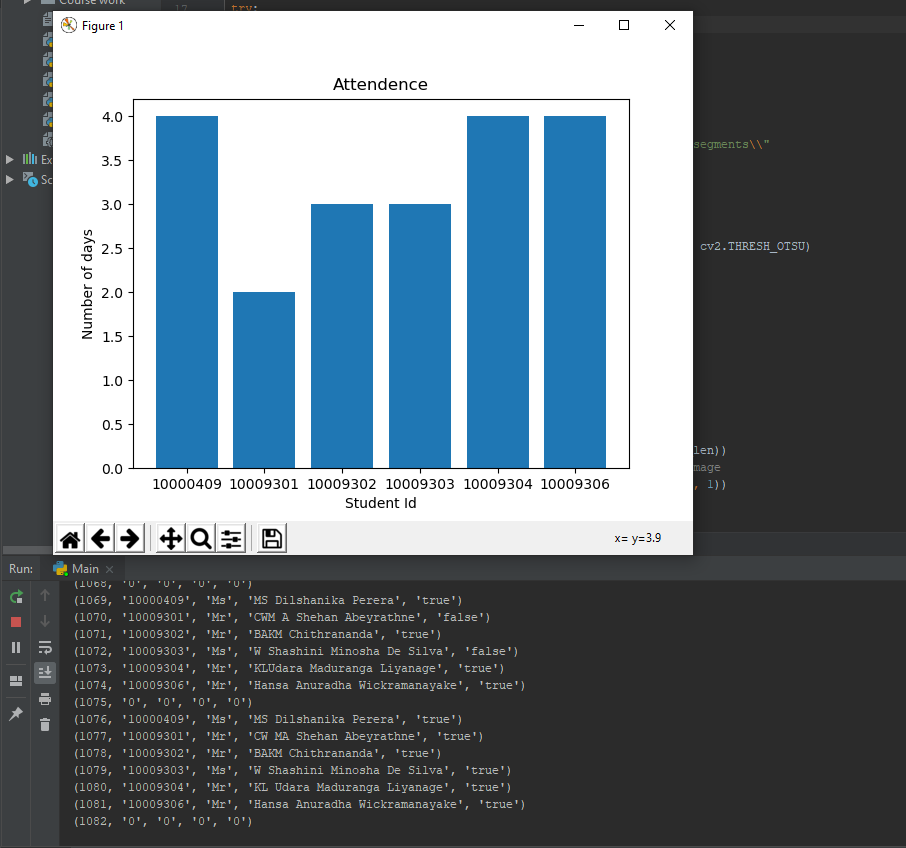 Course work
17 try:
Figure 1
Attendence
segments\\"
Ex
Sc
cv2.THRESH_OTSU)
4.0
3.5
3.0
2.5
2.0
1.5
1.0
0.5
0.0
Number of days
10000409 10009301 10009302 10009303 10009304 10009306
Student Id
len))
mage
, 1))
x= y=3.9
Run: Main
(1068, '0', '0', '0', '0')
(1069, '10000409', 'Ms', 'MS Dilshanika Perera', 'true')
(1070, '10009301', 'Mr', 'CWM A Shehan Abeyrathne', 'false')
(1071, '10009302', 'Mr', 'BAKM Chithrananda', 'true')
(1072, '10009303', 'Ms', 'W Shashini Minosha De Silva', 'false')
(1073, '10009304', 'Mr', 'KLUdara Maduranga Liyanage', 'true')
(1074, '10009306', 'Mr', 'Hansa Anuradha Wickramanayake', 'true')
(1075, '0', '0', '0', '0')
(1076, '10000409', 'Ms', 'MS Dilshanika Perera', 'true')
(1077, '10009301', 'Mr', 'CW MA Shehan Abeyrathne', 'true')
(1078, '10009302', 'Mr', 'BAKM Chithrananda', 'true')
(1079, '10009303', 'Ms', 'W Shashini Minosha De Silva', 'true')
(1080, '10009304', 'Mr', 'KL Udara Maduranga Liyanage', 'true')
(1081, '10009306', 'Mr', 'Hansa Anuradha Wickramanayake', 'true')
(1082, '0', '0', '0', '0')